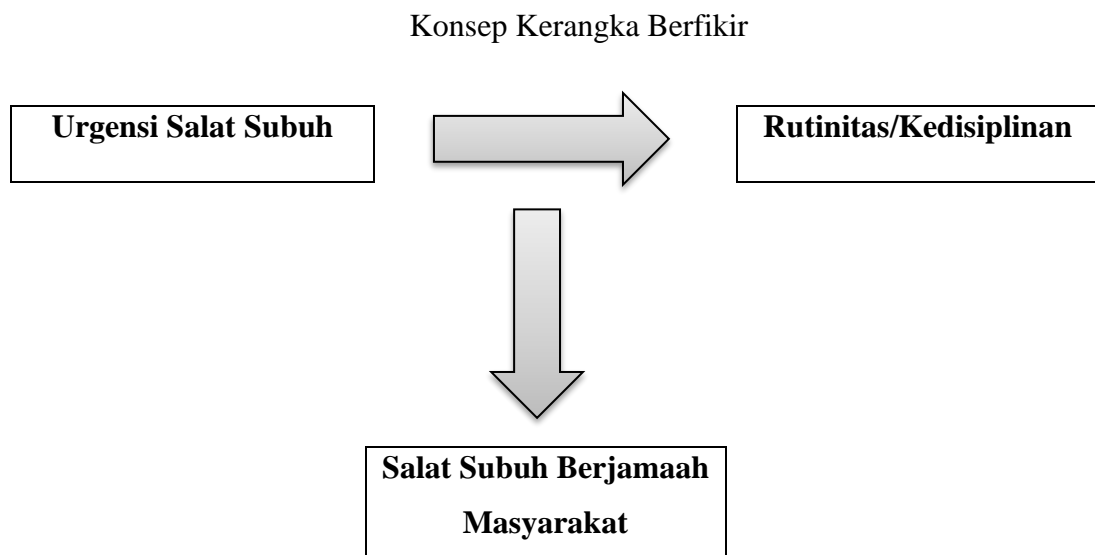 Konsep Kerangka Berfikir
Urgensi Salat Subuh
Rutinitas/Kedisiplinan
Salat Subuh Berjamaah
Masyarakat